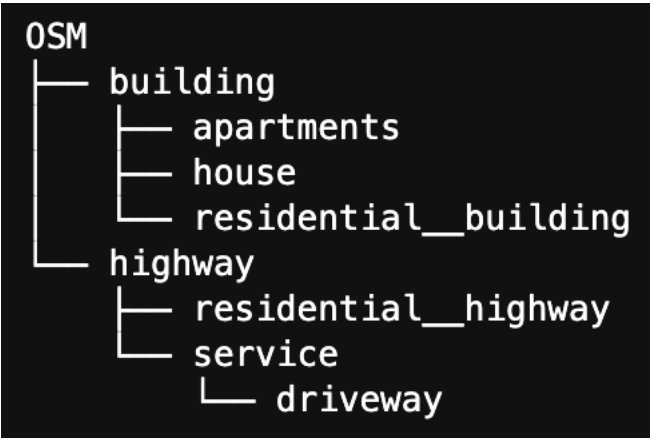 OSM
├── building
│   ├── apartments
│   ├── house
│   └── residential__building
└── highway
    ├── residential__highway
    └── service
        └── driveway